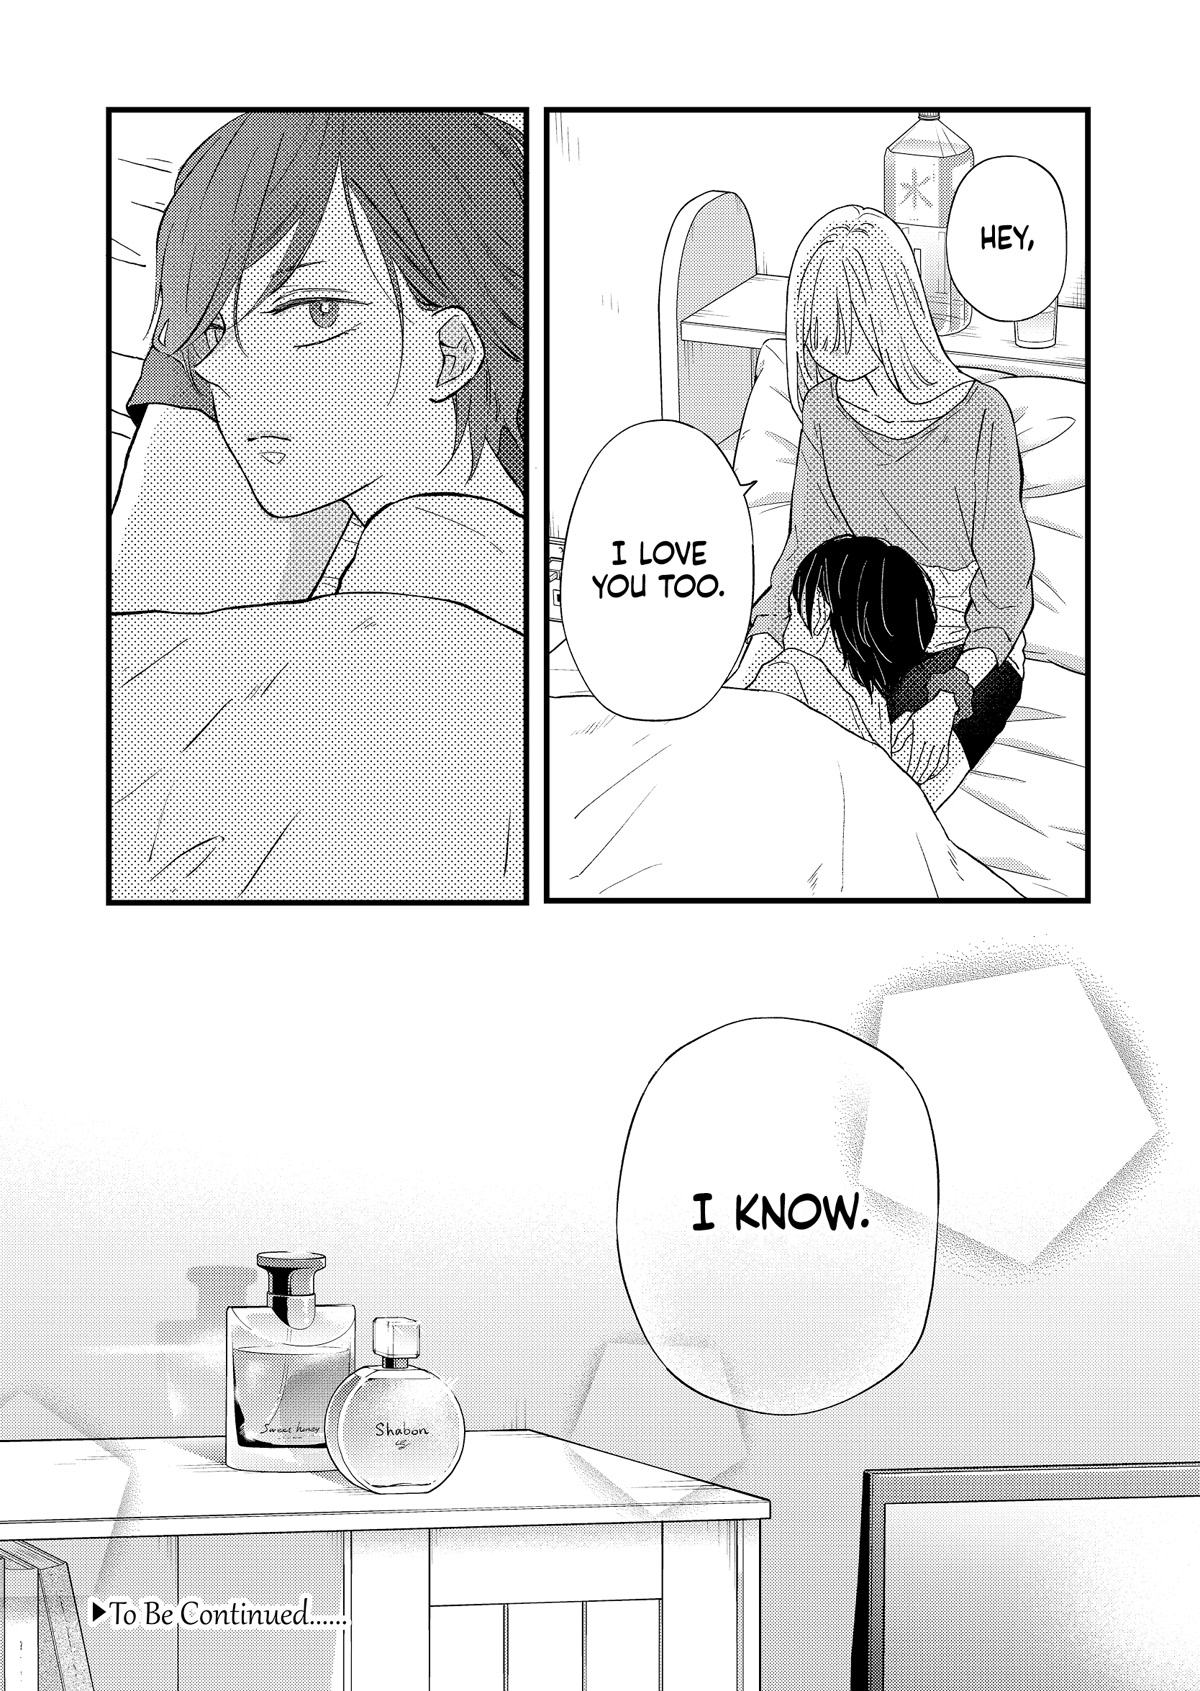 HEY,
I LOVE
YOU TOO.
I KNOW.
Sweet honey
Shabon
To Be Continued......